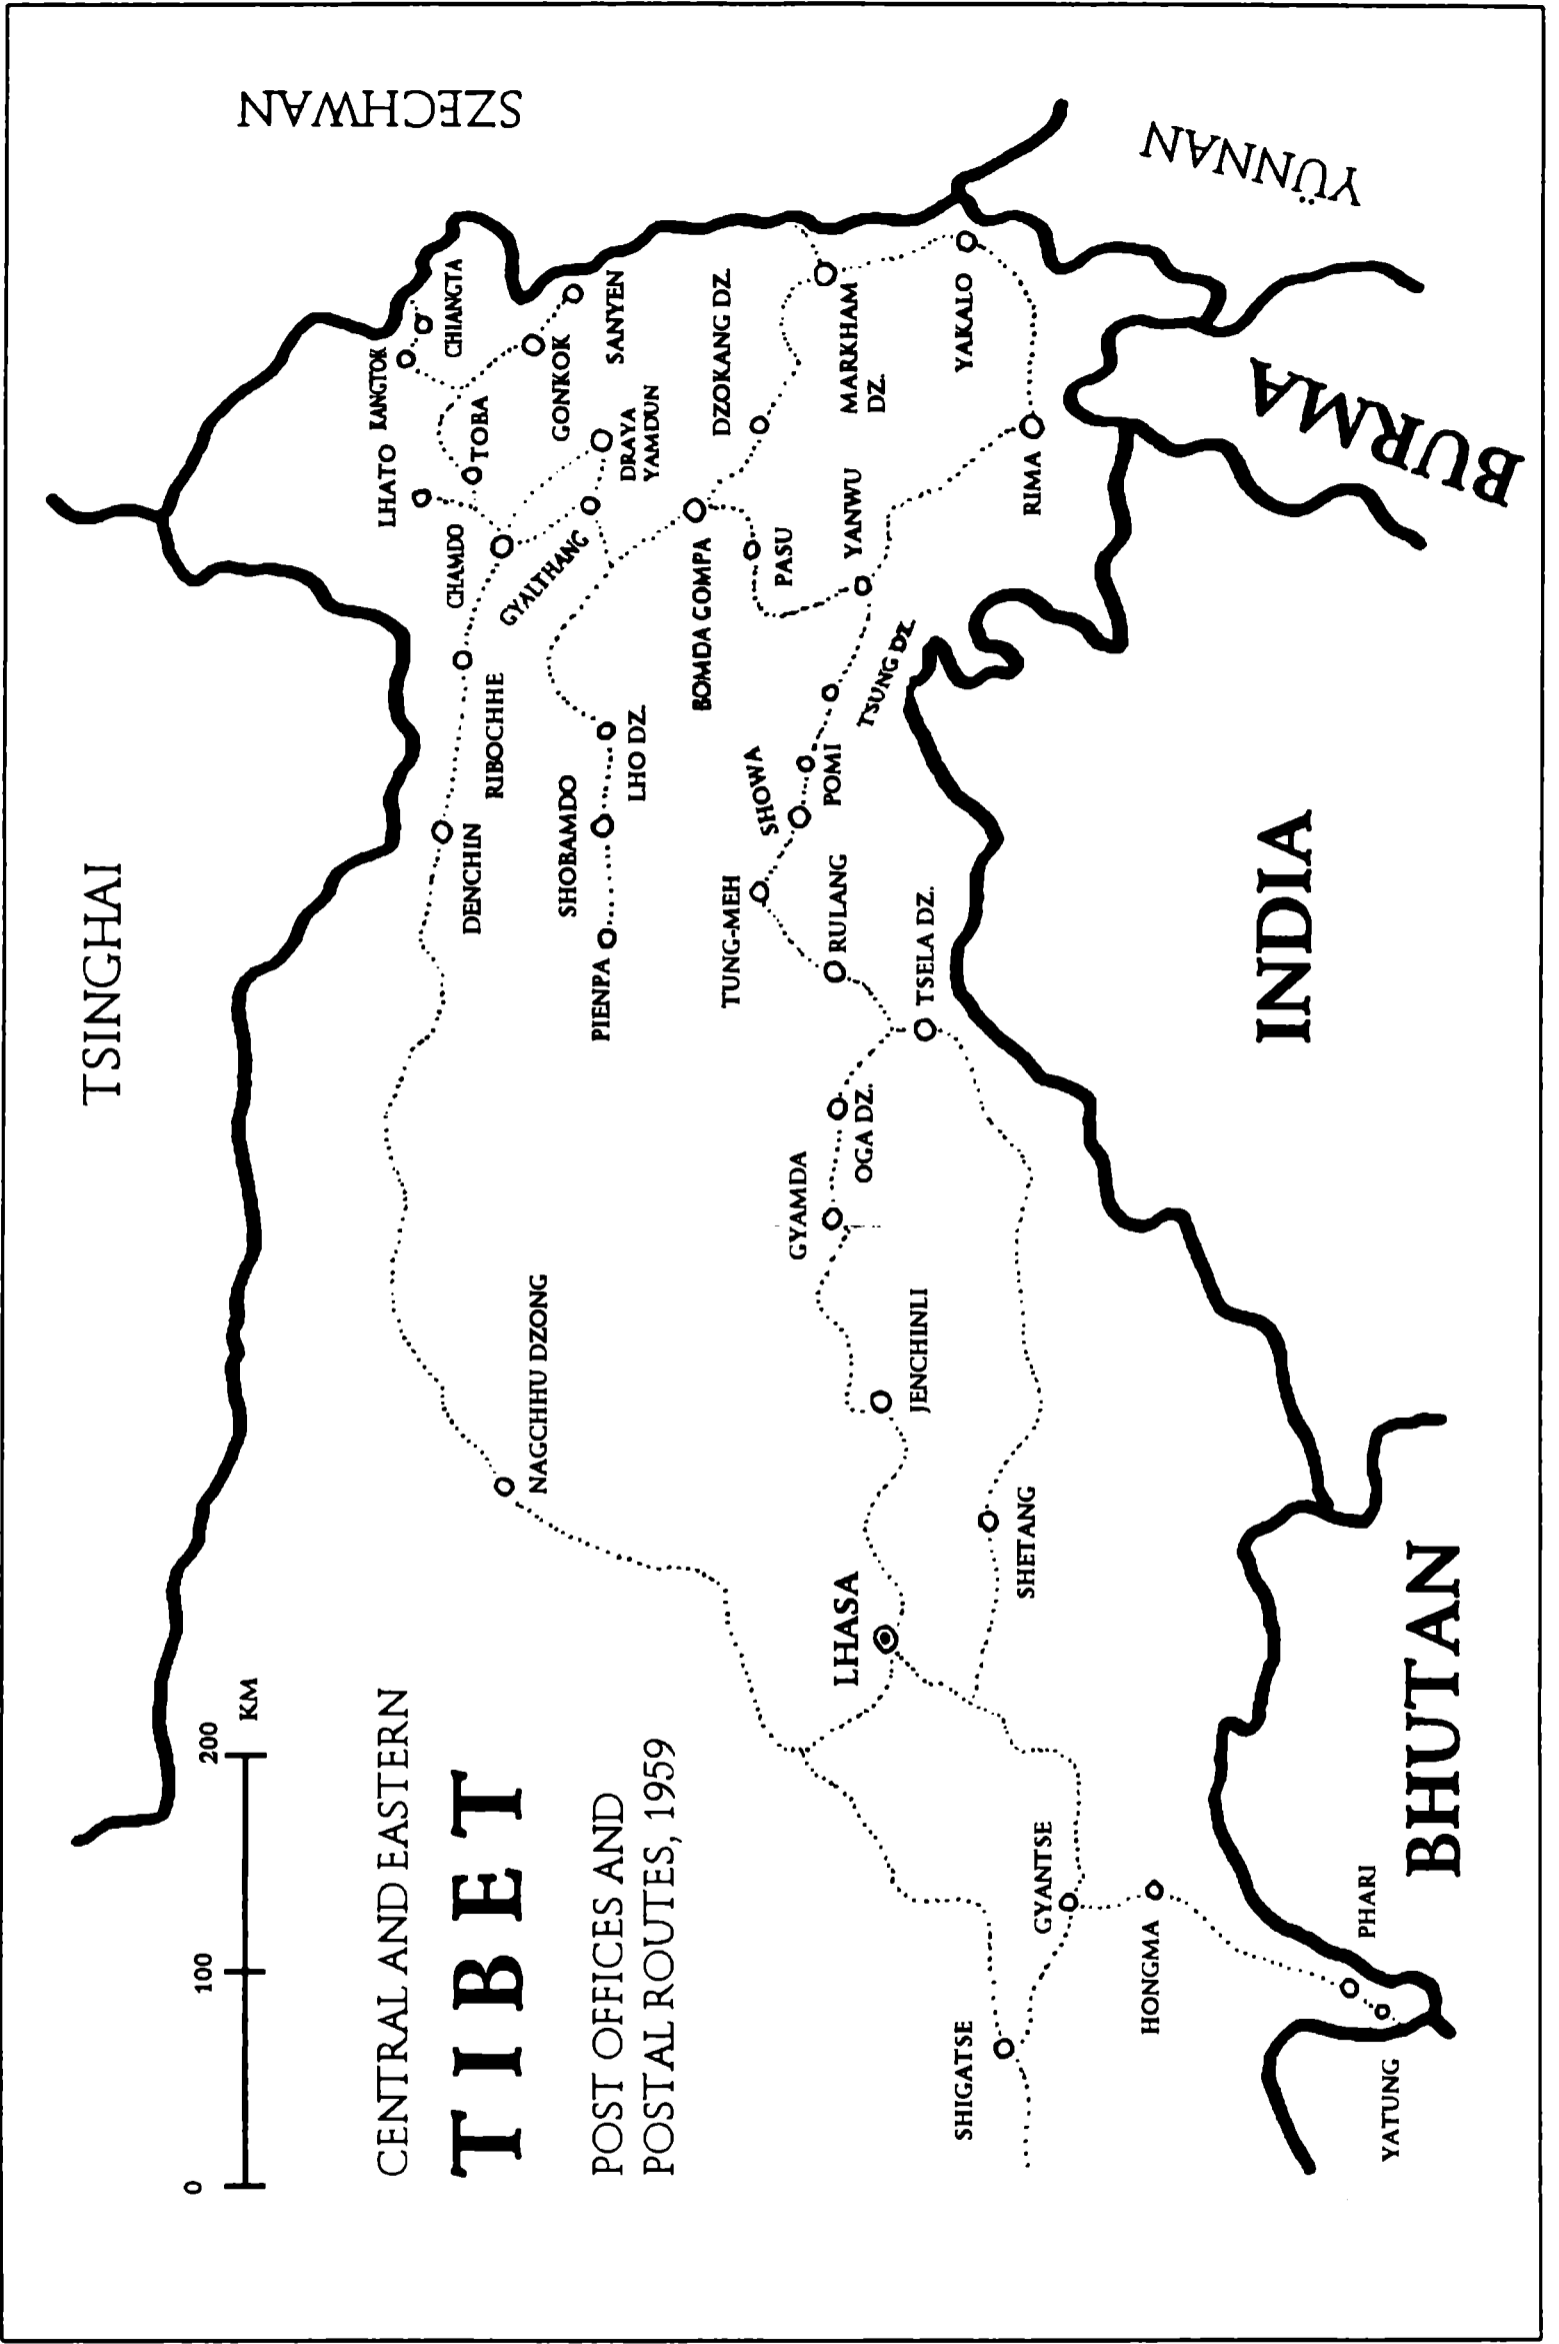 0 100 200
KM
CENTRAL AND EASTERN
TIBET
POST OFFICES AND
POSTAL ROUTES, 1959
TSINGHAI
SZECHWAN
YÜNNAN
BURMA
INDIA
BHUTAN
LHATO
KANGTOK
CHIANGTA
TOBA
GONKOK
SANYEN
DRAYA
YAMDUN
CHAMDO
GYALTHANG
RIBOCHHE
DENCHIN
NAGCHHU DZONG
PIENPA
SHOBAMDO
LHO DZ.
BOMDA GOMPA
DZOKANG DZ.
MARKHAM
DZ.
YAKALO
PASU
YANWU
RIMA
TSUNG DZ.
POMI
SHOWA
TUNG-MEH
RULANG
TSELA DZ.
OGA DZ.
GYAMDA
JENCHINLI
LHASA
SHETANG
SHIGATSE
GYANTSE
HONGMA
PHARI
YATUNG